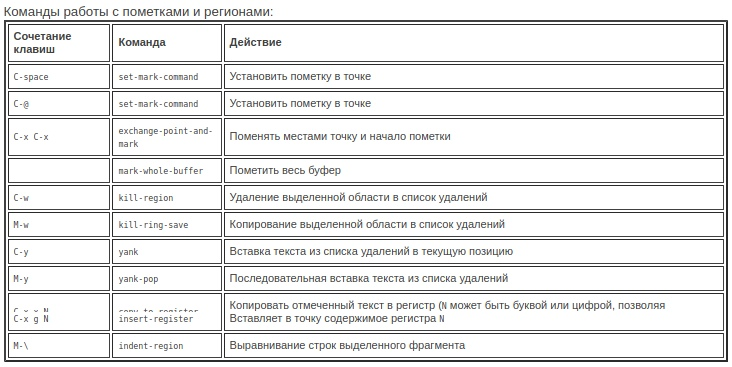 Команды работы с пометками и регионами:
Сочетание клавиш Команда Действие
C-space set-mark-command Установить пометку в точке
C-@ set-mark-command Установить пометку в точке
C-x C-x exchange-point-and-mark Поменять местами точку и начало пометки
mark-whole-buffer Пометить весь буфер
C-w kill-region Удаление выделенной области в список удалений
M-w kill-ring-save Копирование выделенной области в список удалений
C-y yank Вставка текста из списка удалений в текущую позицию
M-y yank-pop Последовательная вставка текста из списка удалений
C-x x N copy-to-register Копировать отмеченный текст в регистр (N может быть буквой или цифрой, позволяя
C-x g N insert-register Вставляет в точку содержимое регистра N
M-\ indent-region Выравнивание строк выделенного фрагмента